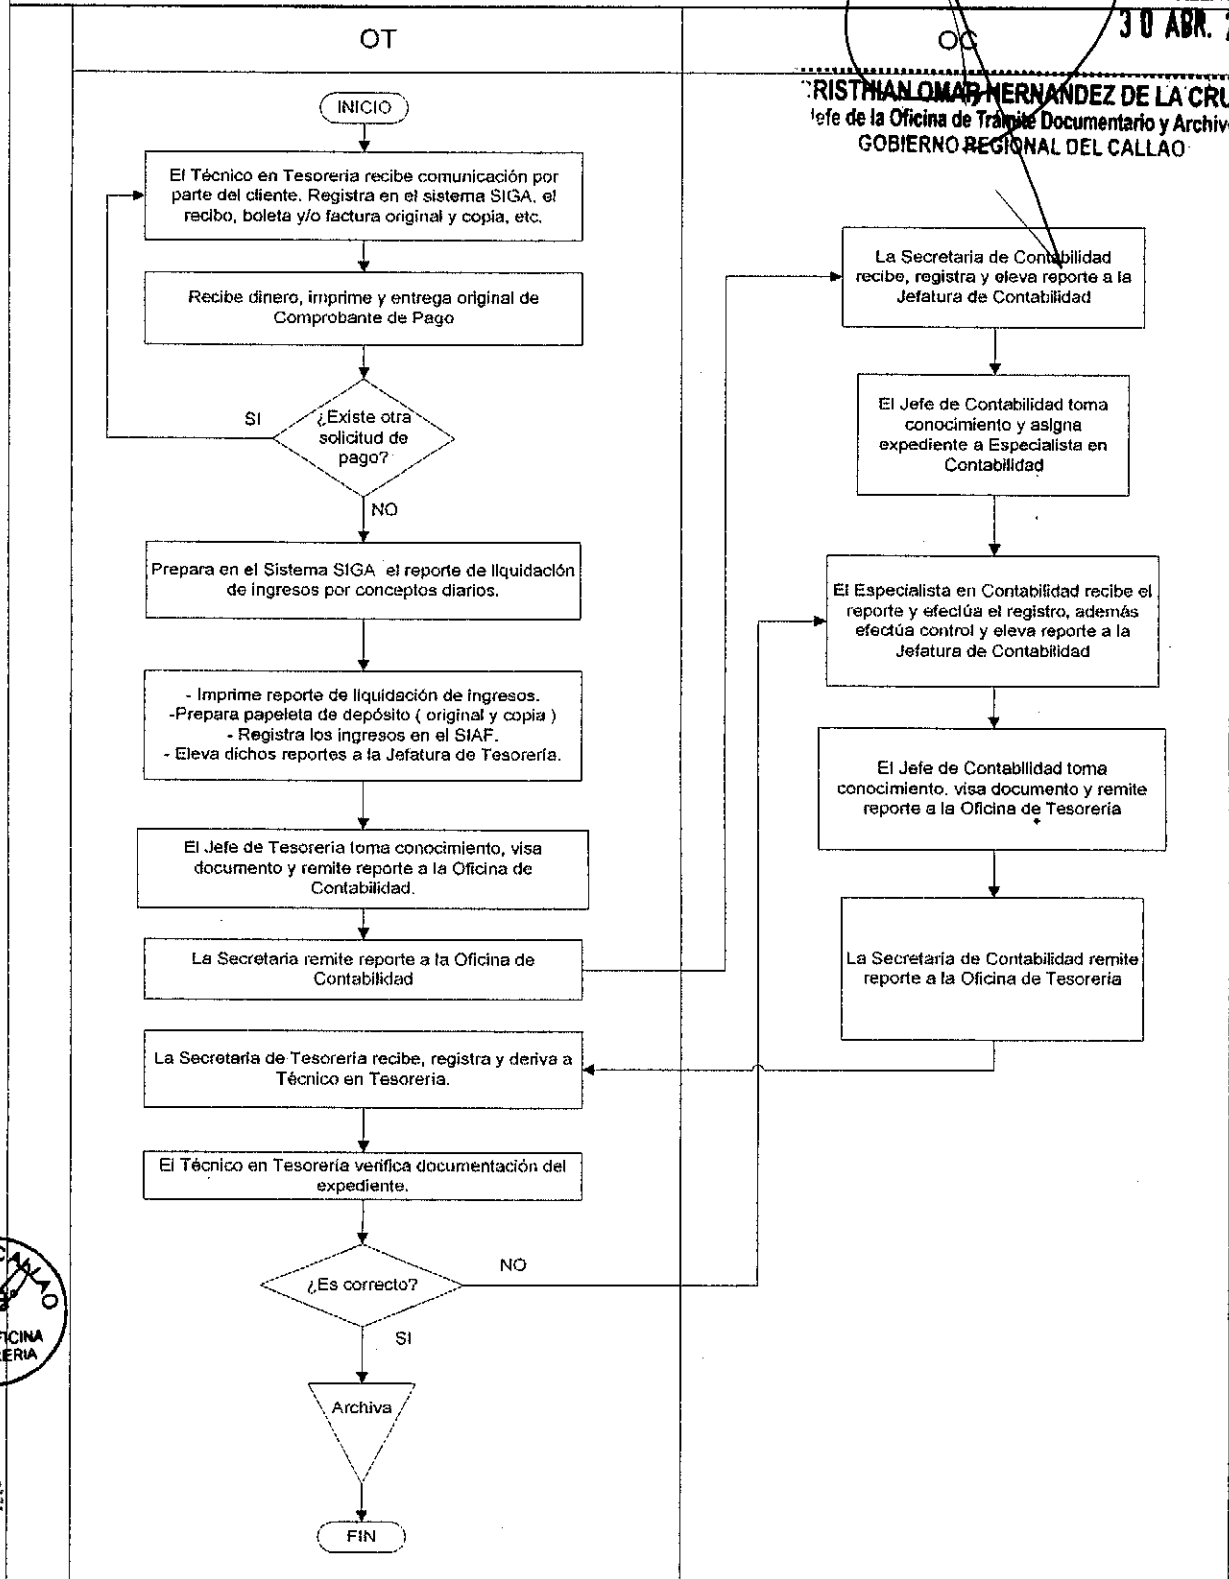 OT
OC
30 ABR.
RISTHIAN OMAR HERNANDEZ DE LA CRU
Jefe de la Oficina de Trámite Documentario y Archiv
GOBIERNO REGIONAL DEL CALLAO
INICIO
El Técnico en Tesorería recibe comunicación por
parte del cliente. Registra en el sistema SIGA, el
recibo, boleta y/o factura original y copia, etc.
Recibe dinero, imprime y entrega original de
Comprobante de Pago
SI
¿Existe otra
solicitud de
pago?
NO
Prepara en el Sistema SIGA el reporte de liquidación
de ingresos por conceptos diarios.
- Imprime reporte de liquidación de ingresos.
-Prepara papeleta de depósito ( original y copia )
- Registra los ingresos en el SIAF.
- Eleva dichos reportes a la Jefatura de Tesorería.
El Jefe de Tesorería toma conocimiento, visa
documento y remite reporte a la Oficina de
Contabilidad.
La Secretaria remite reporte a la Oficina de
Contabilidad
La Secretaria de Contabilidad
recibe, registra y eleva reporte a la
Jefatura de Contabilidad
El Jefe de Contabilidad toma
conocimiento y asigna
expediente a Especialista en
Contabilidad
El Especialista en Contabilidad recibe el
reporte y efectúa el registro, además
efectúa control y eleva reporte a la
Jefatura de Contabilidad
El Jefe de Contabilidad toma
conocimiento, visa documento y remite
reporte a la Oficina de Tesorería
La Secretaria de Contabilidad remite
reporte a la Oficina de Tesorería
La Secretaria de Tesorería recibe, registra y deriva a
Técnico en Tesorería.
El Técnico en Tesorería verifica documentación del
expediente.
¿Es correcto?
NO
SI
Archiva
FIN
CALLAO
FICINA
ERIA